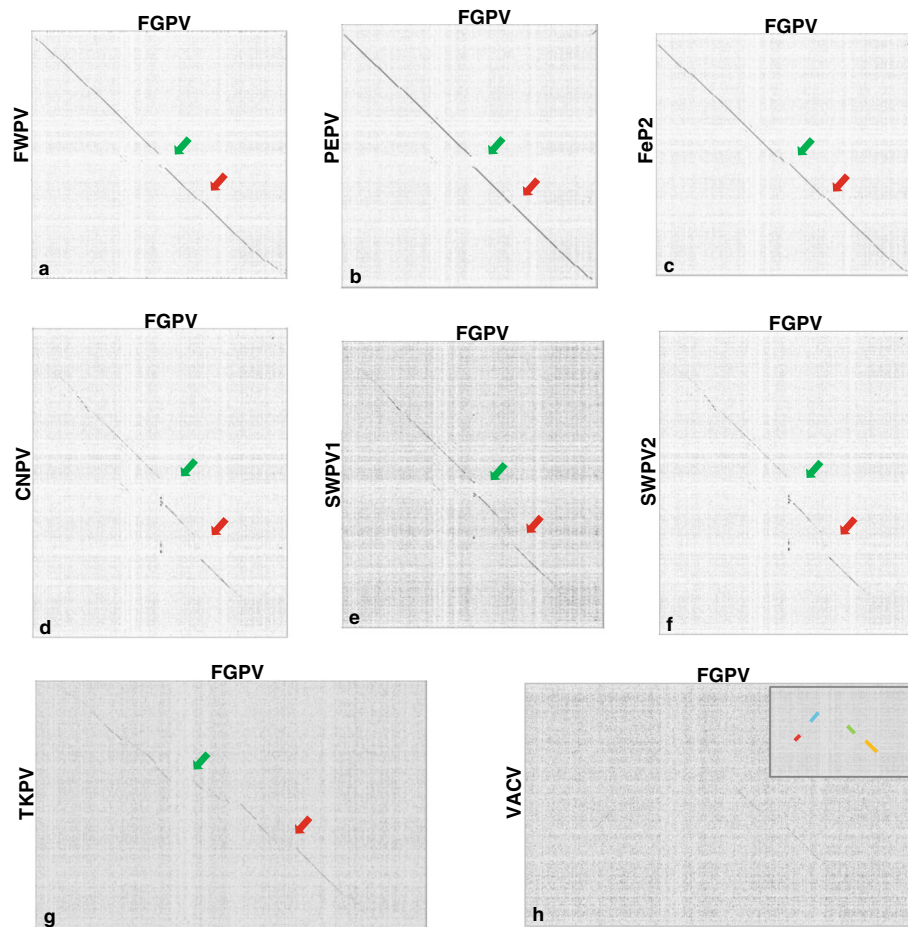 FGPV
FGPV
FGPV
FWPV
PEPV
FeP2
a
b
c
FGPV
FGPV
FGPV
CNPV
SWPV1
SWPV2
d
e
f
FGPV
FGPV
TKPV
VACV
g
h